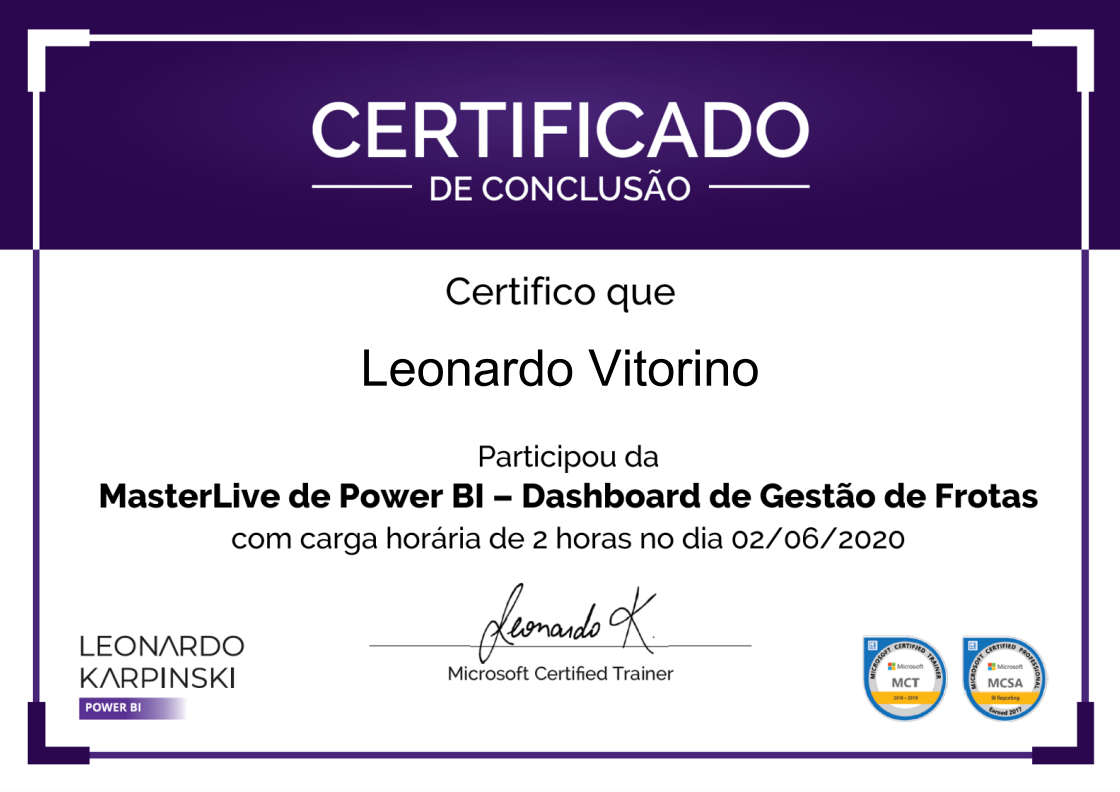 CERTIFICADO
DE CONCLUSÃO
Certifico que
Leonardo Vitorino
Participou da
MasterLive de Power BI – Dashboard de Gestão de Frotas
com carga horária de 2 horas no dia 02/06/2020
Leonardo K.
Microsoft Certified Trainer
LEONARDO
KARPINSKI
POWER BI
MICROSOFT CERTIFIED TRAINER
Microsoft
MCT
2018 – 2019
MICROSOFT CERTIFIED PROFESSIONAL
Microsoft
MCSA
BI Reporting
Earned 2017